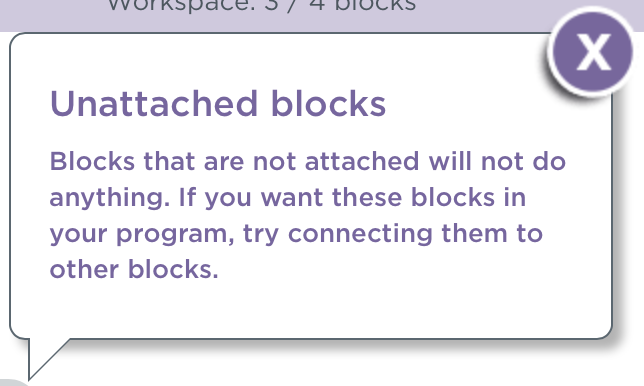 Workspace: 3 / 4 blocks
X
Unattached blocks
Blocks that are not attached will not do
anything. If you want these blocks in
your program, try connecting them to
other blocks.